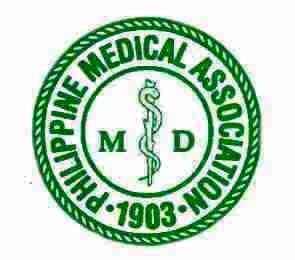 PHILIPPINE MEDICAL ASSOCIATION
M D
• 1903 •